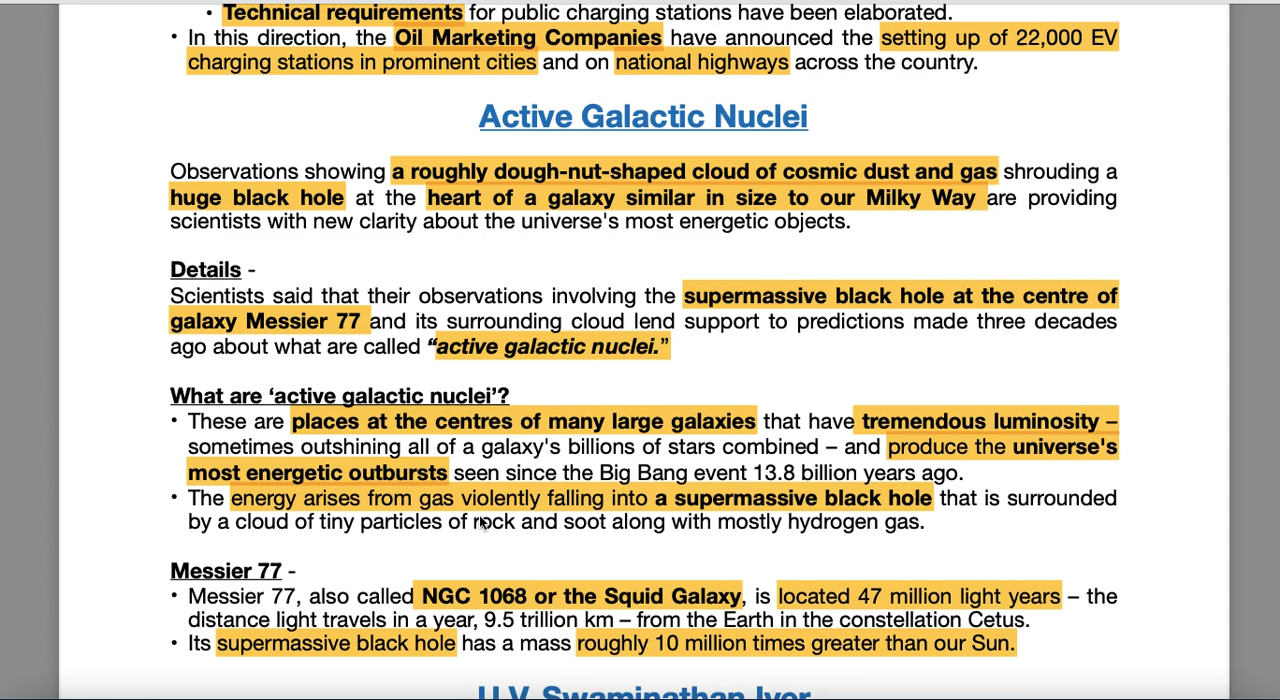 • Technical requirements for public charging stations have been elaborated.
• In this direction, the Oil Marketing Companies have announced the setting up of 22,000 EV
charging stations in prominent cities and on national highways across the country.
Active Galactic Nuclei
Observations showing a roughly dough-nut-shaped cloud of cosmic dust and gas shrouding a
huge black hole at the heart of a galaxy similar in size to our Milky Way are providing
scientists with new clarity about the universe's most energetic objects.
Details -
Scientists said that their observations involving the supermassive black hole at the centre of
galaxy Messier 77 and its surrounding cloud lend support to predictions made three decades
ago about what are called “active galactic nuclei.”
What are ‘active galactic nuclei’?
• These are places at the centres of many large galaxies that have tremendous luminosity –
sometimes outshining all of a galaxy's billions of stars combined – and produce the universe's
most energetic outbursts seen since the Big Bang event 13.8 billion years ago.
• The energy arises from gas violently falling into a supermassive black hole that is surrounded
by a cloud of tiny particles of rock and soot along with mostly hydrogen gas.
Messier 77 -
• Messier 77, also called NGC 1068 or the Squid Galaxy, is located 47 million light years – the
distance light travels in a year, 9.5 trillion km – from the Earth in the constellation Cetus.
• Its supermassive black hole has a mass roughly 10 million times greater than our Sun.
U.V. Swaminathan Iyer